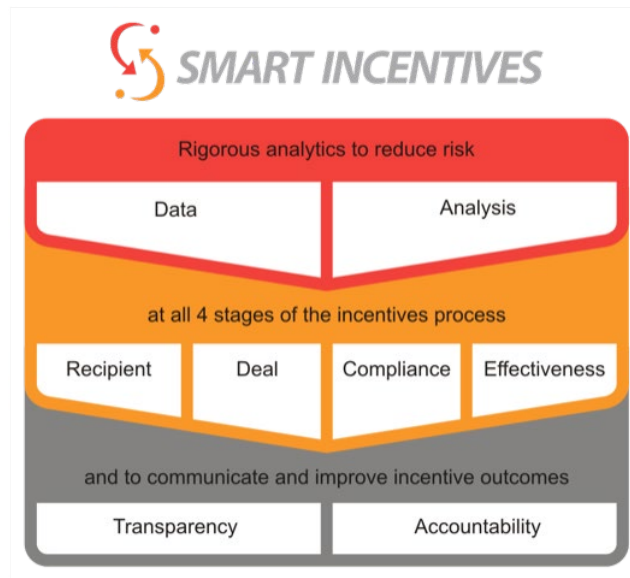 SMART INCENTIVES
Rigorous analytics to reduce risk
Data
Analysis
at all 4 stages of the incentives process
Recipient
Deal
Compliance
Effectiveness
and to communicate and improve incentive outcomes
Transparency
Accountability